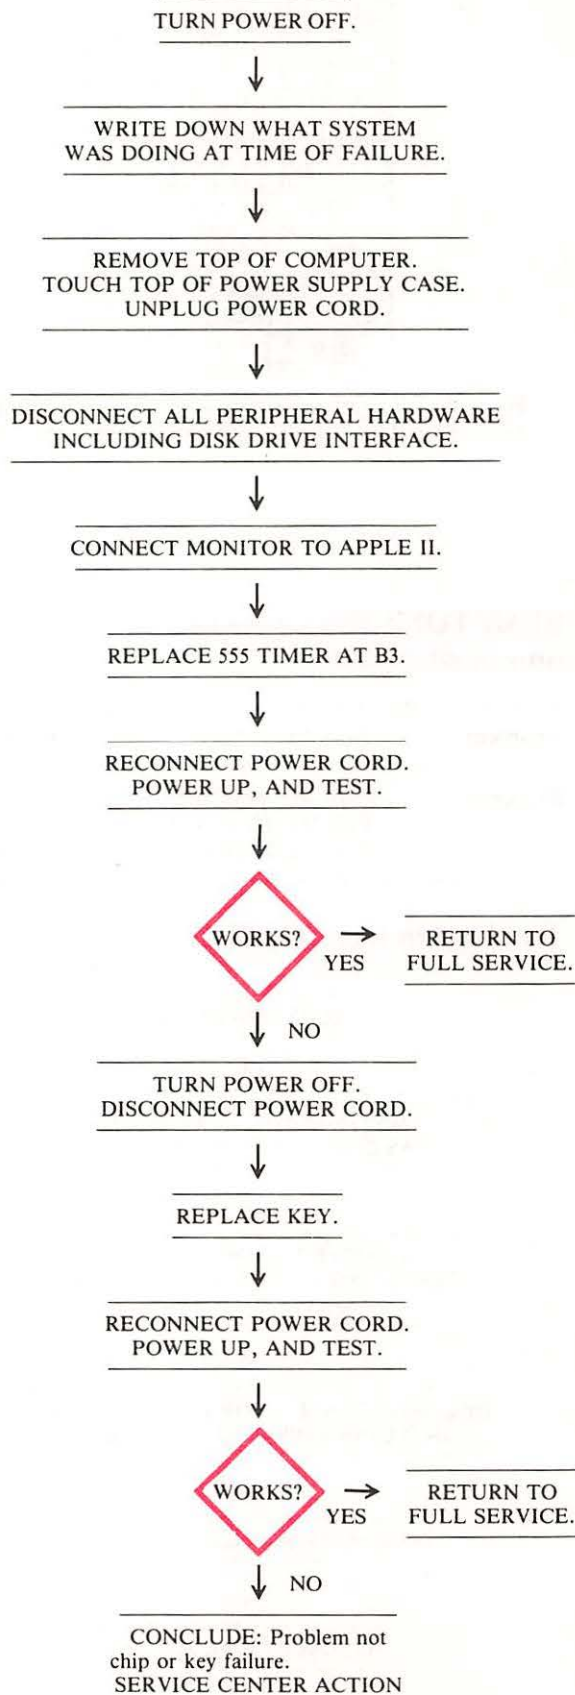 TURN POWER OFF.
WRITE DOWN WHAT SYSTEM
WAS DOING AT TIME OF FAILURE.
REMOVE TOP OF COMPUTER.
TOUCH TOP OF POWER SUPPLY CASE.
UNPLUG POWER CORD.
DISCONNECT ALL PERIPHERAL HARDWARE
INCLUDING DISK DRIVE INTERFACE.
CONNECT MONITOR TO APPLE II.
REPLACE 555 TIMER AT B3.
RECONNECT POWER CORD.
POWER UP, AND TEST.
WORKS?
YES
RETURN TO
FULL SERVICE.
NO
TURN POWER OFF.
DISCONNECT POWER CORD.
REPLACE KEY.
RECONNECT POWER CORD.
POWER UP, AND TEST.
WORKS?
YES
RETURN TO
FULL SERVICE.
NO
CONCLUDE: Problem not
chip or key failure.
SERVICE CENTER ACTION